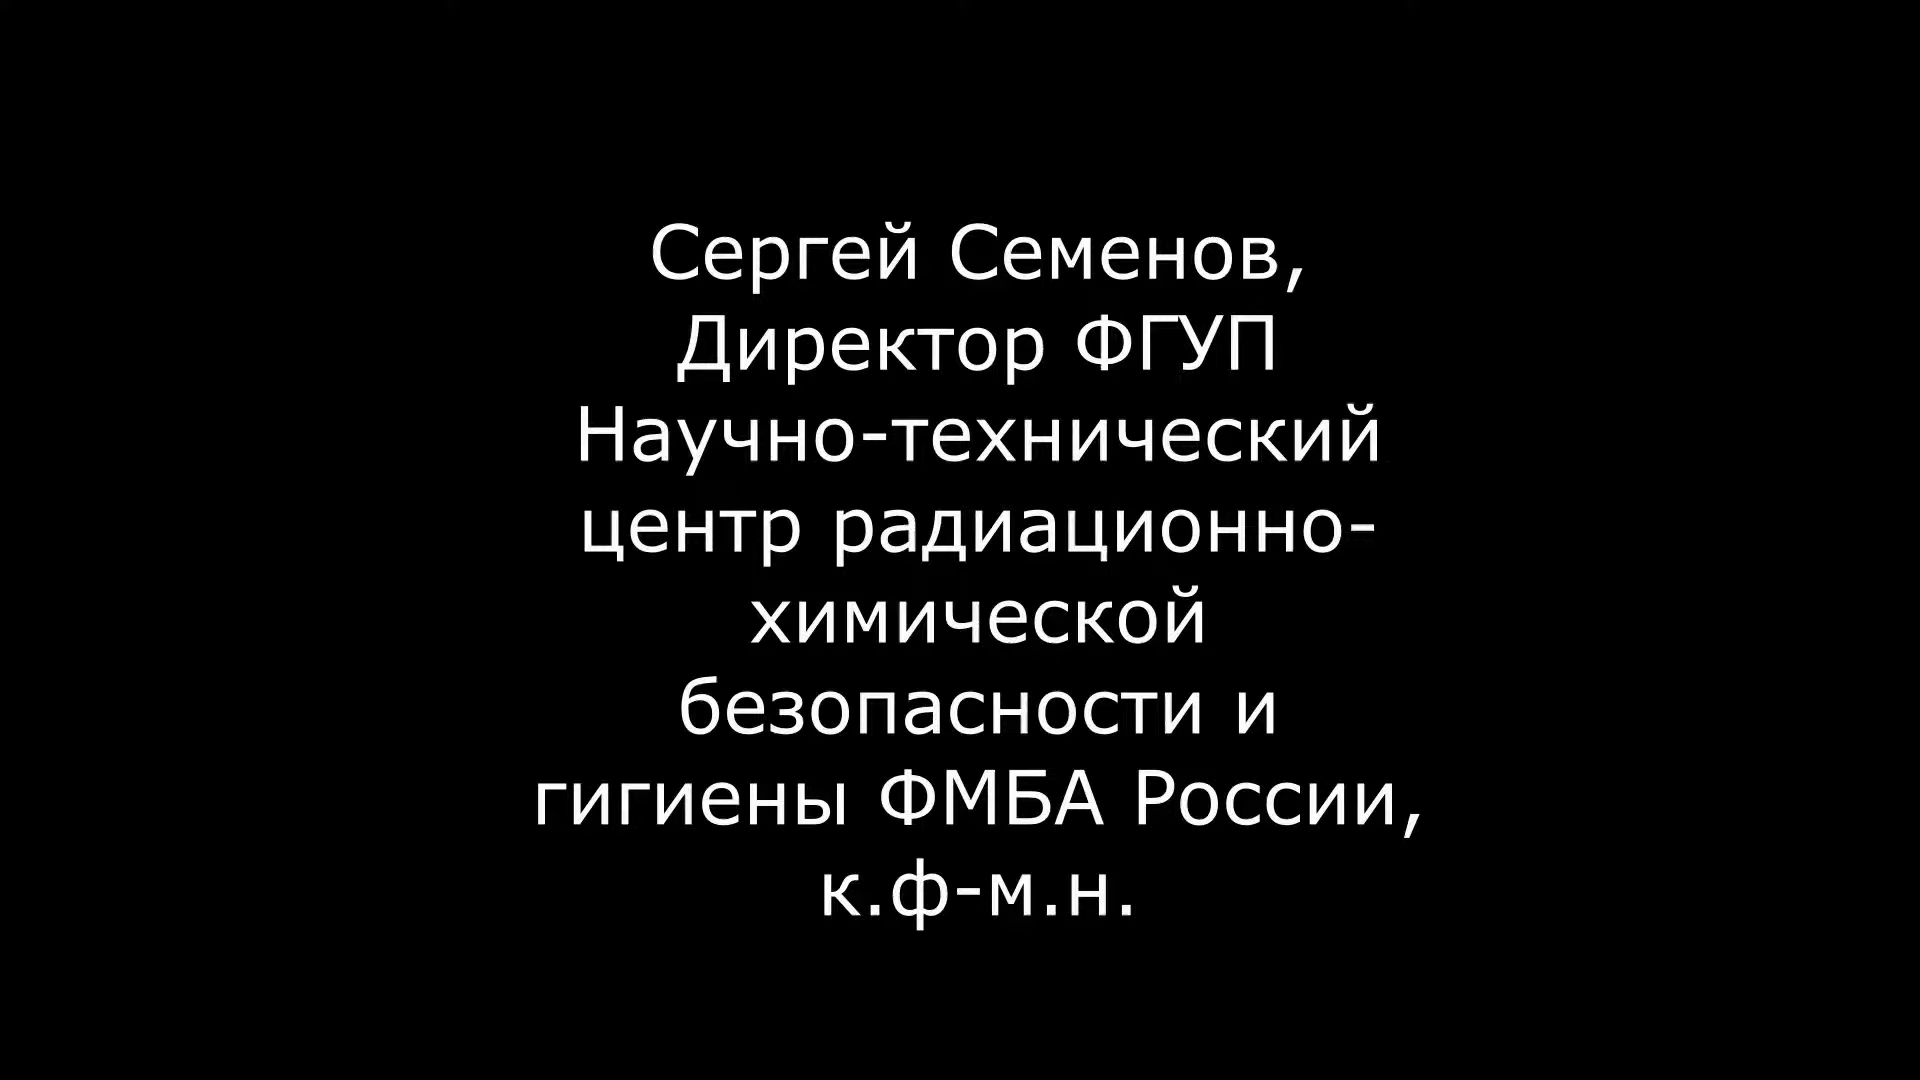 Сергей Семенов,
Директор ФГУП
Научно-технический
центр радиационно-
химической
безопасности и
гигиены ФМБА России,
к.ф-м.н.